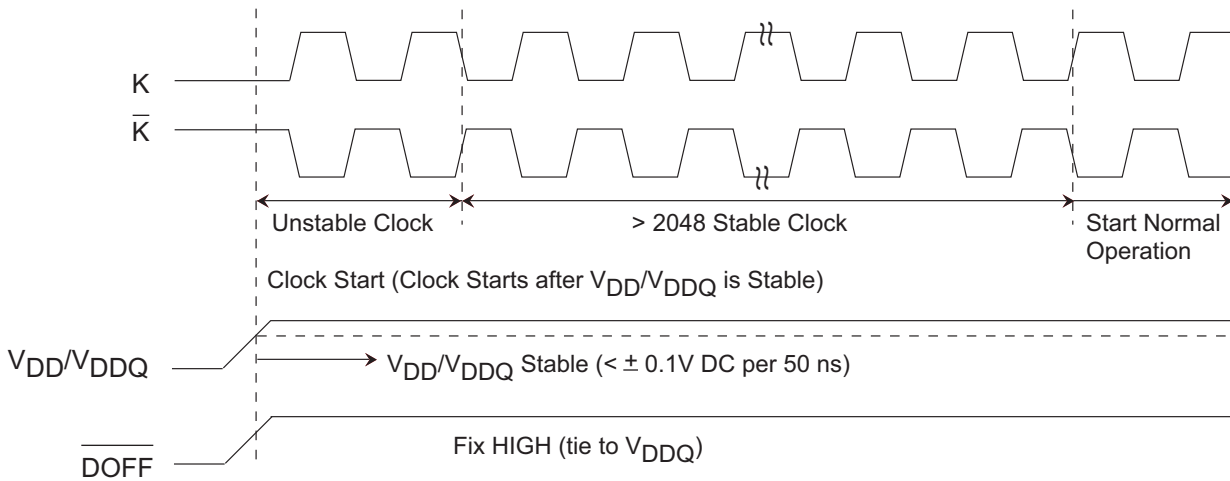 K
K̅
Unstable Clock
> 2048 Stable Clock
Start Normal
Operation
Clock Start (Clock Starts after VDD/VDDQ is Stable)
VDD/VDDQ
VDD/VDDQ Stable (< ± 0.1V DC per 50 ns)
D̅O̅F̅F̅
Fix HIGH (tie to VDDQ)